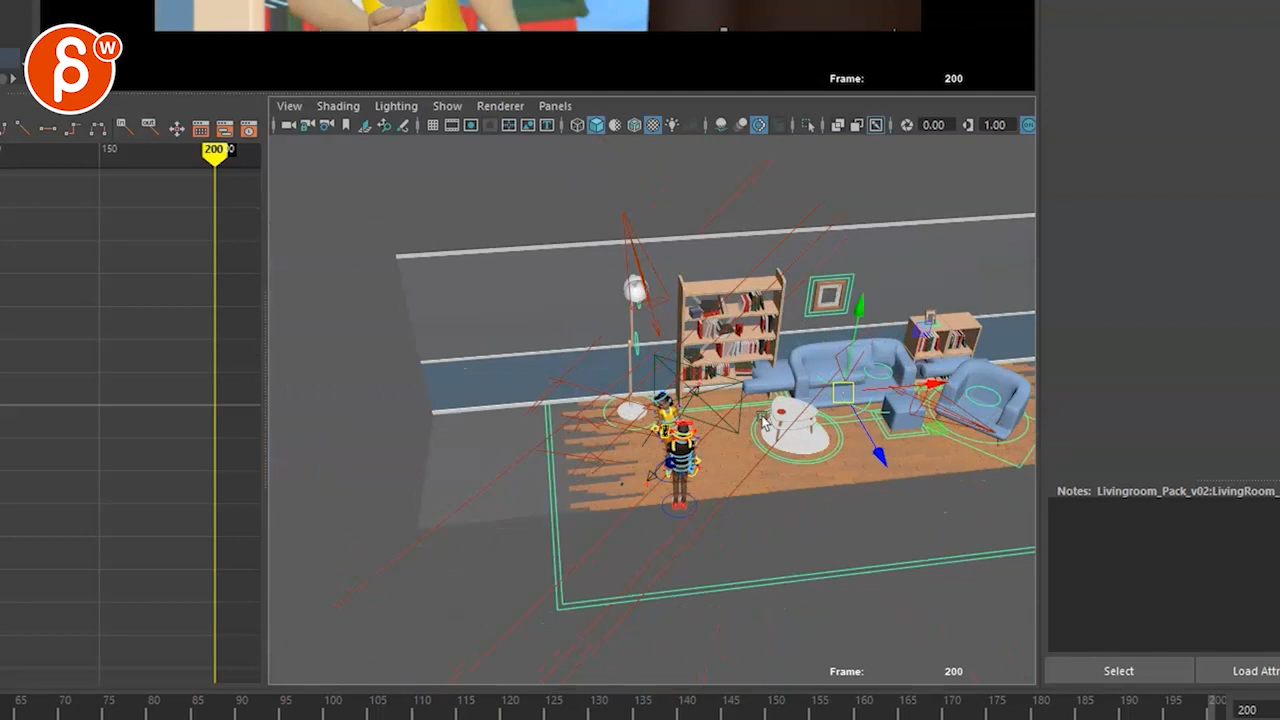 w
Frame: 200
View Shading Lighting Show Renderer Panels
0.00 1.00
150 200
Notes: Livingroom_Pack_v02:LivingRoom_
Frame: 200
Select Load Attr
65 70 75 80 85 90 95 100 105 110 115 120 125 130 135 140 145 150 155 160 165 170 175 180 185 190 195 200 200